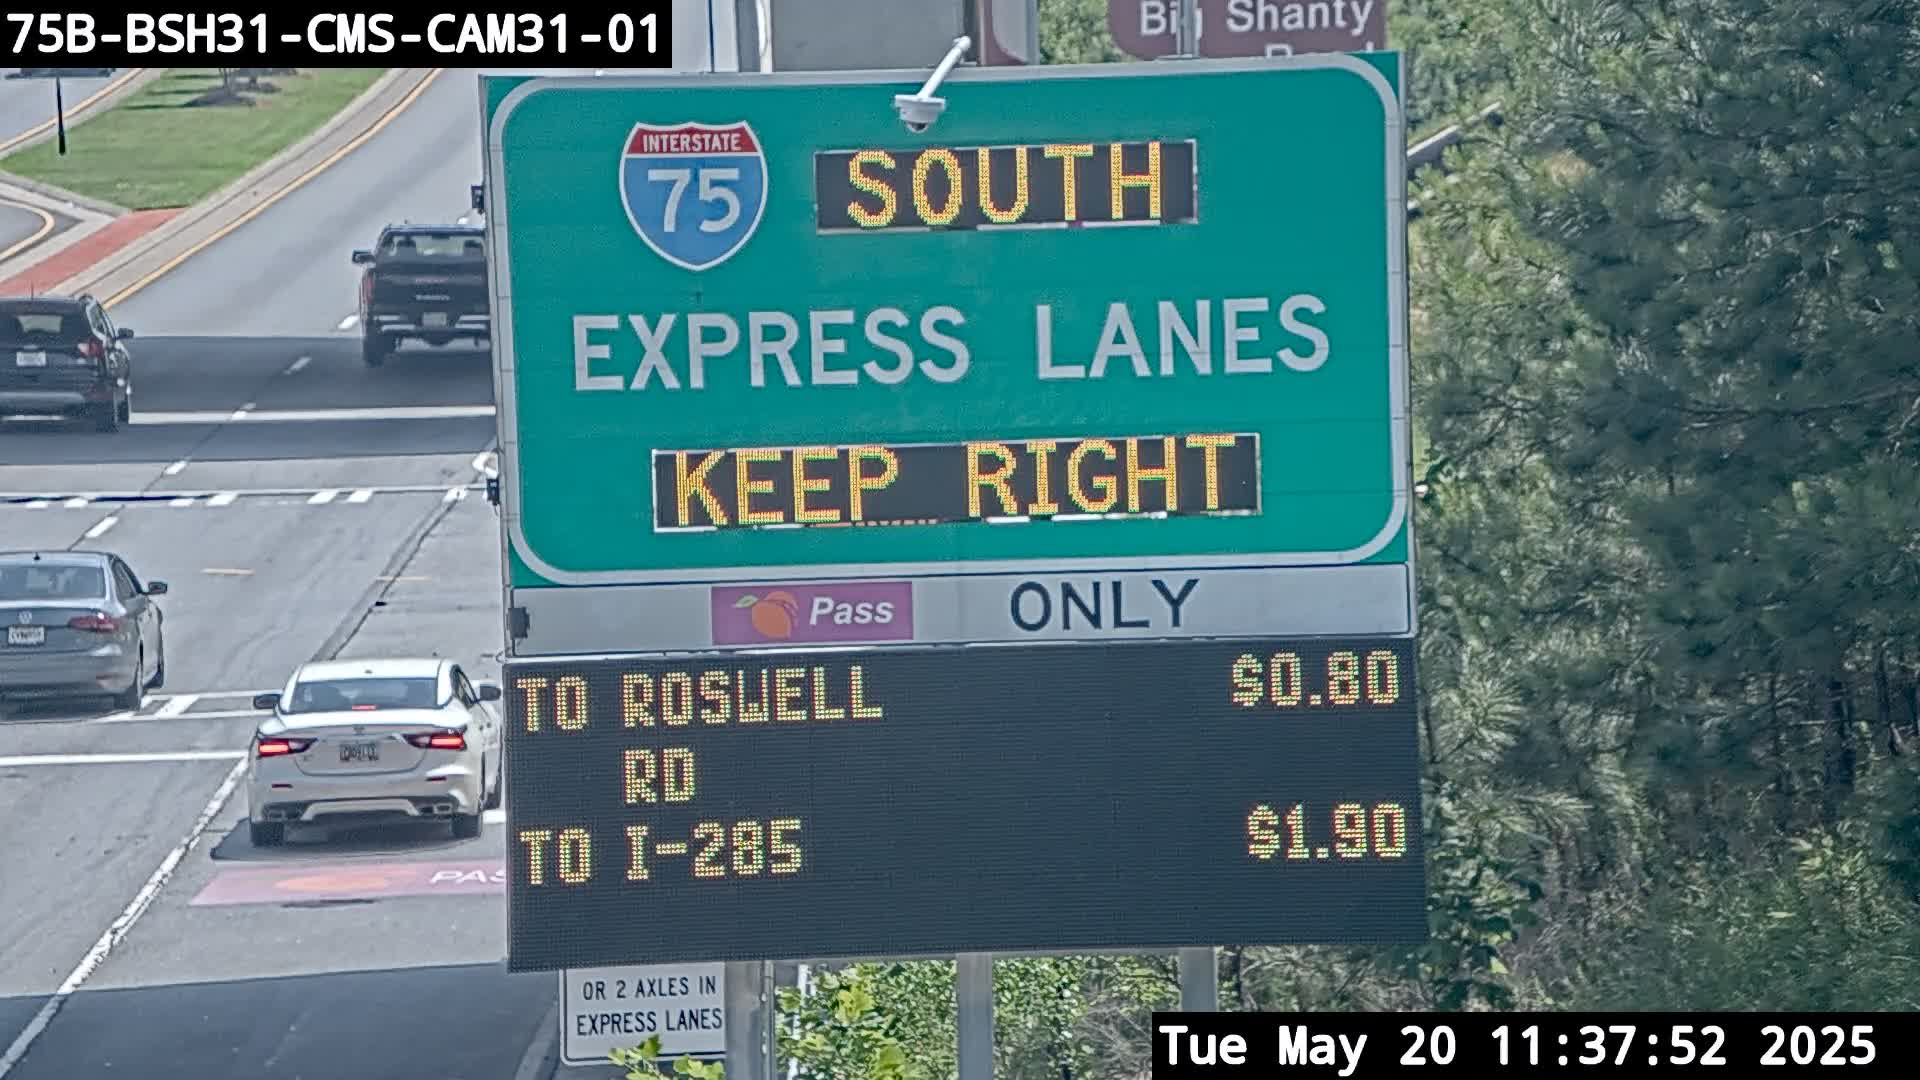 75B-BSH31-CMS-CAM31-01
Big Shanty
INTERSTATE
75
SOUTH
EXPRESS LANES
KEEP RIGHT
Pass ONLY
TO ROSWELL $0.80
RD
TO I-285 $1.90
OR 2 AXLES IN
EXPRESS LANES
Tue May 20 11:37:52 2025